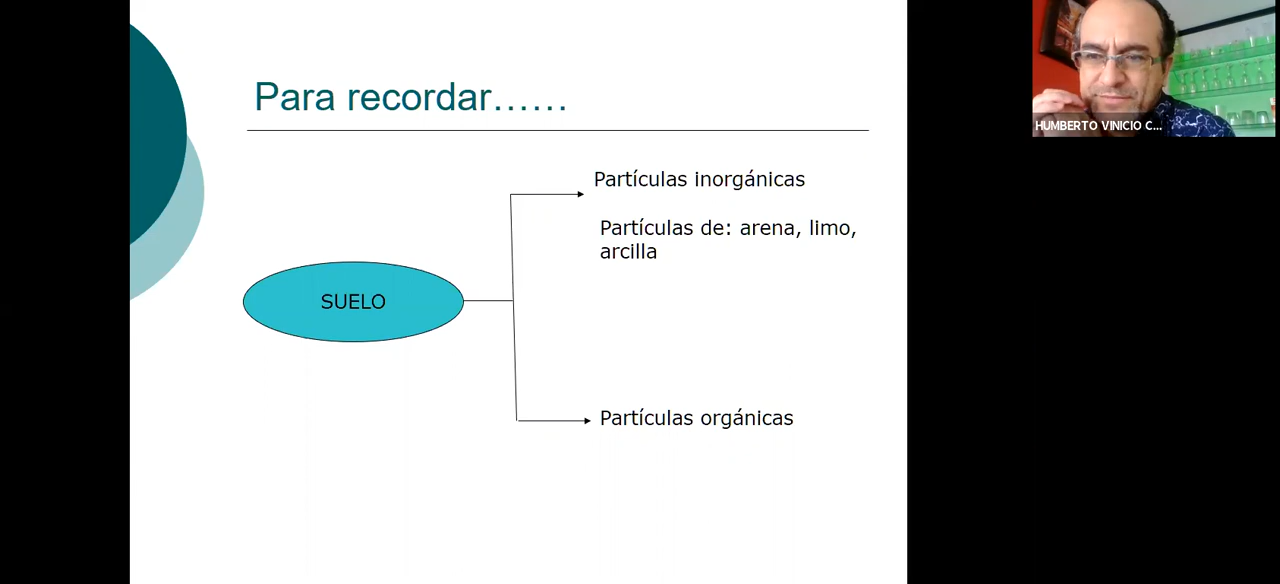 Para recordar……
Partículas inorgánicas
Partículas de: arena, limo,
arcilla
SUELO
Partículas orgánicas
HUMBERTO VINICIO C...